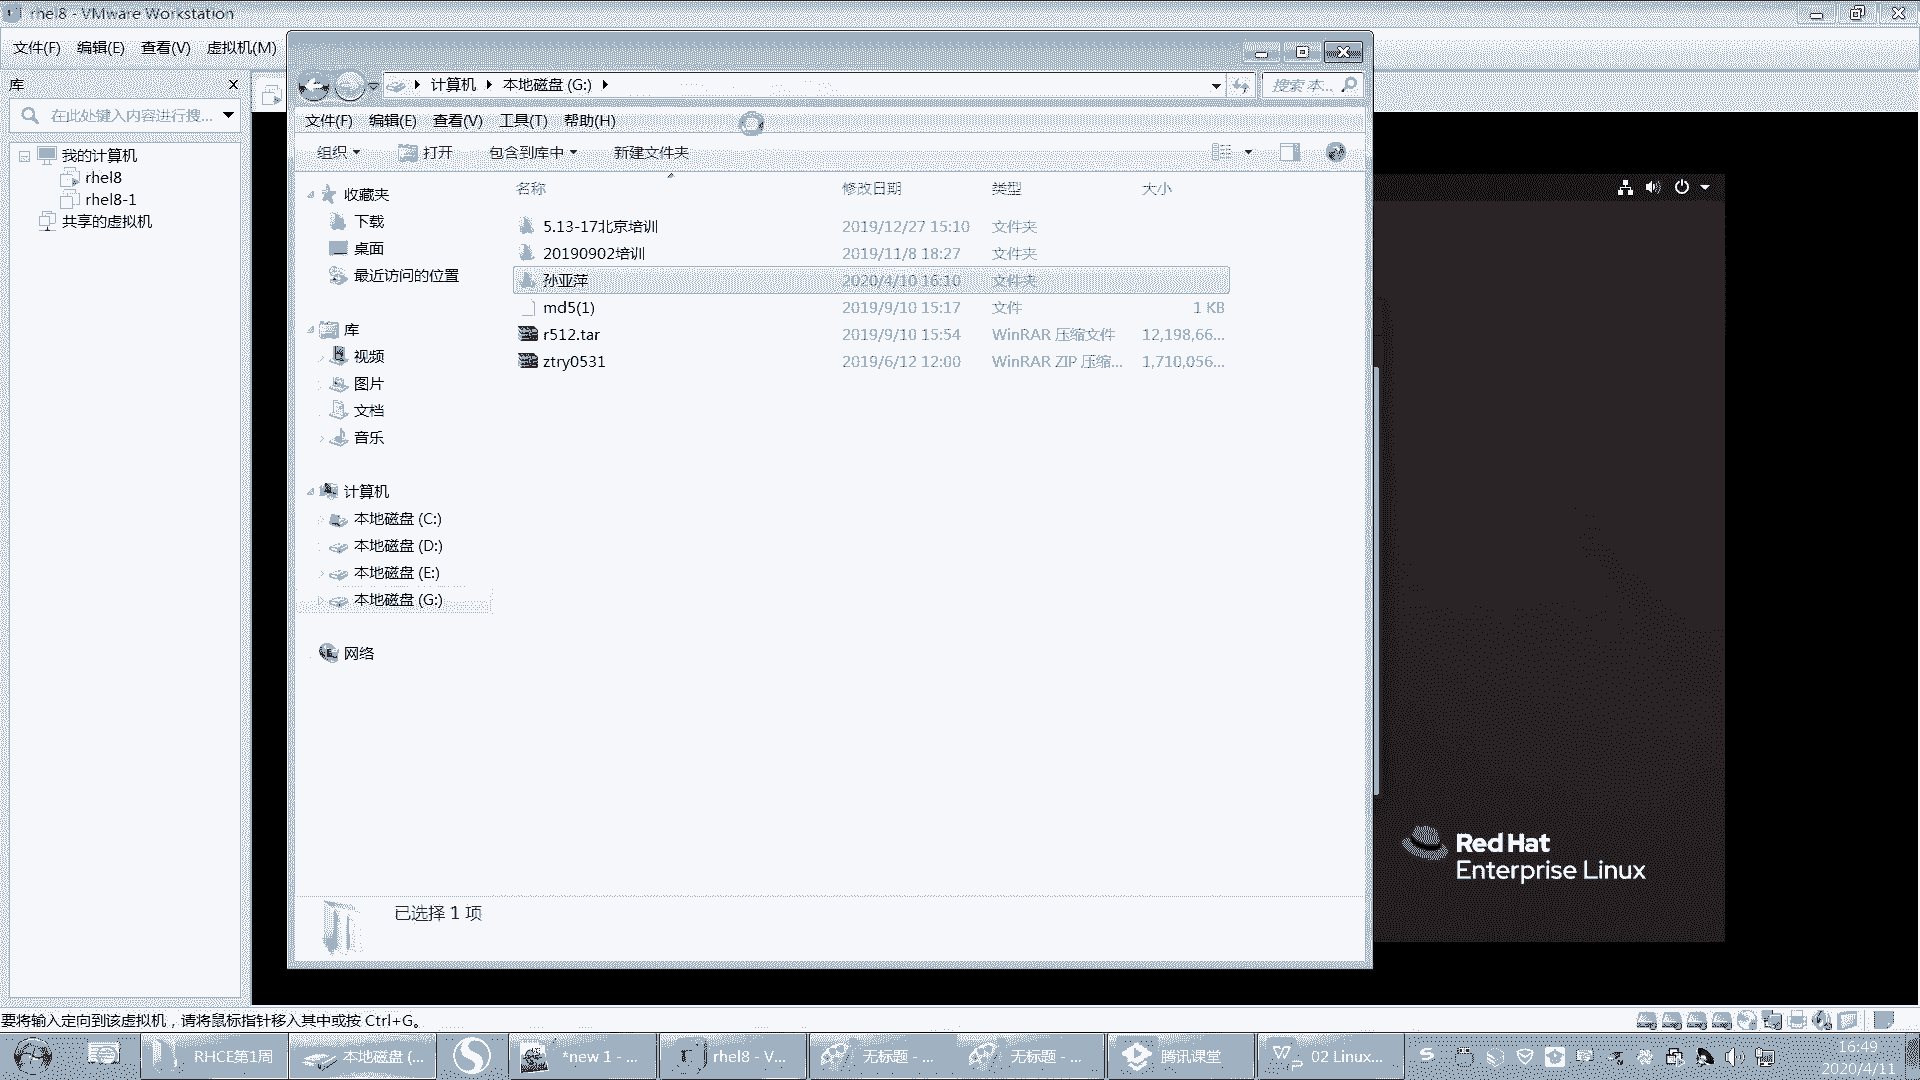 rhel8 - VMware Workstation
文件(F) 编辑(E) 查看(V) 虚拟机(M)
库
在此处键入内容进行搜...
我的计算机
rhel8
rhel8-1
共享的虚拟机
计算机 本地磁盘 (G:)
搜索 本...
文件(F) 编辑(E) 查看(V) 工具(T) 帮助(H)
组织 打开 包含到库中 新建文件夹
收藏夹
下载
桌面
最近访问的位置
库
视频
图片
文档
音乐
计算机
本地磁盘 (C:)
本地磁盘 (D:)
本地磁盘 (E:)
本地磁盘 (G:)
网络
名称 修改日期 类型 大小
5.13-17北京培训 2019/12/27 15:10 文件夹
20190902培训 2019/11/8 18:27 文件夹
孙亚萍 2020/4/10 16:10 文件夹
md5(1) 2019/9/10 15:17 文件 1 KB
r512.tar 2019/9/10 15:54 WinRAR 压缩文件 12,198,66...
ztry0531 2019/6/12 12:00 WinRAR ZIP 压缩... 1,710,056...
已选择 1 项
Red Hat
Enterprise Linux
要将输入定向到该虚拟机，请将鼠标指针移入其中或按 Ctrl+G。
RHCE第1周 本地磁盘 (... *new 1 - ... rhel8 - V... 无标题 - ... 无标题 - ... 腾讯课堂 02 Linux...
16:49
2020/4/11